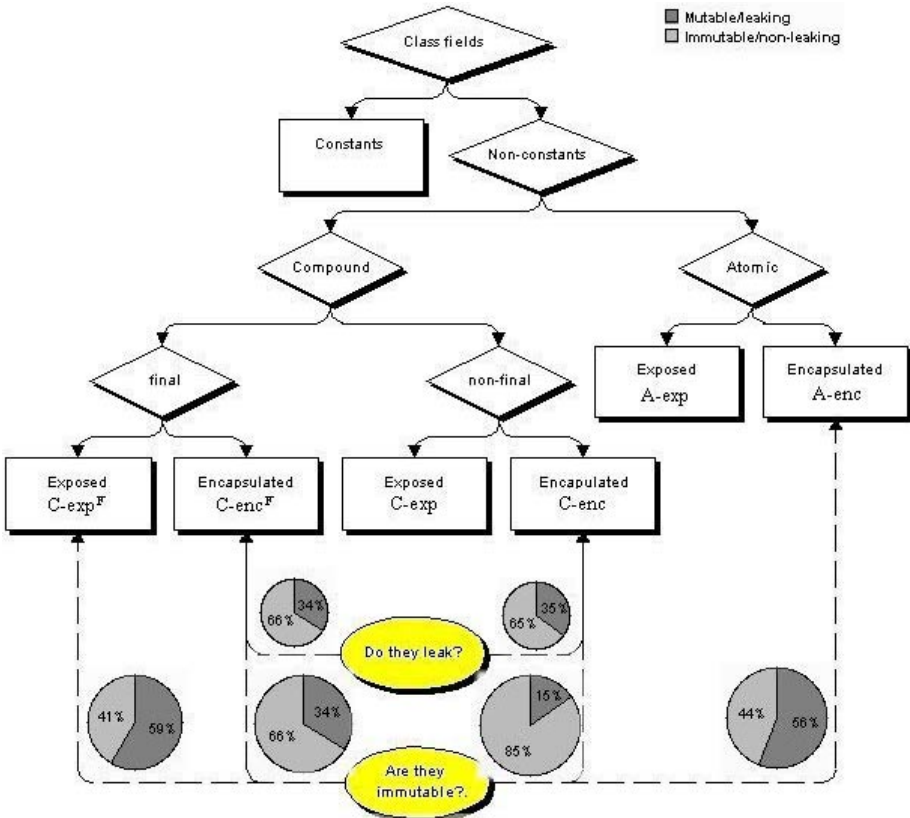 Mutable/leaking
Immutable/non-leaking
Class fields
Constants
Non-constants
Compound
Atomic
final
non-final
Exposed
A-exp
Encapsulated
A-enc
Exposed
C-expF
Encapsulated
C-encF
Exposed
C-exp
Encapulated
C-enc
34%
66%
35%
65%
Do they leak?
41%
59%
34%
66%
15%
85%
44%
56%
Are they
immutable?.